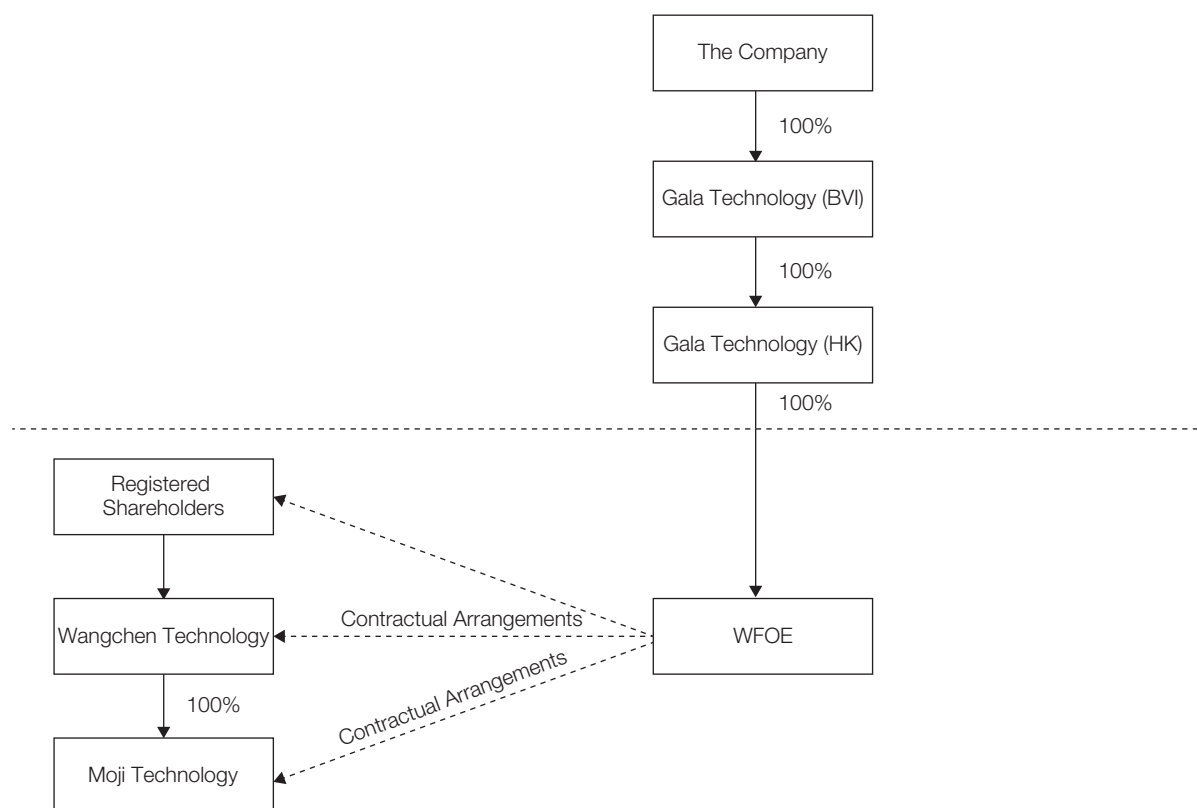 The Company
100%
Gala Technology (BVI)
100%
Gala Technology (HK)
100%
Registered
Shareholders
Wangchen Technology
Contractual Arrangements
WFOE
100%
Contractual Arrangements
Moji Technology